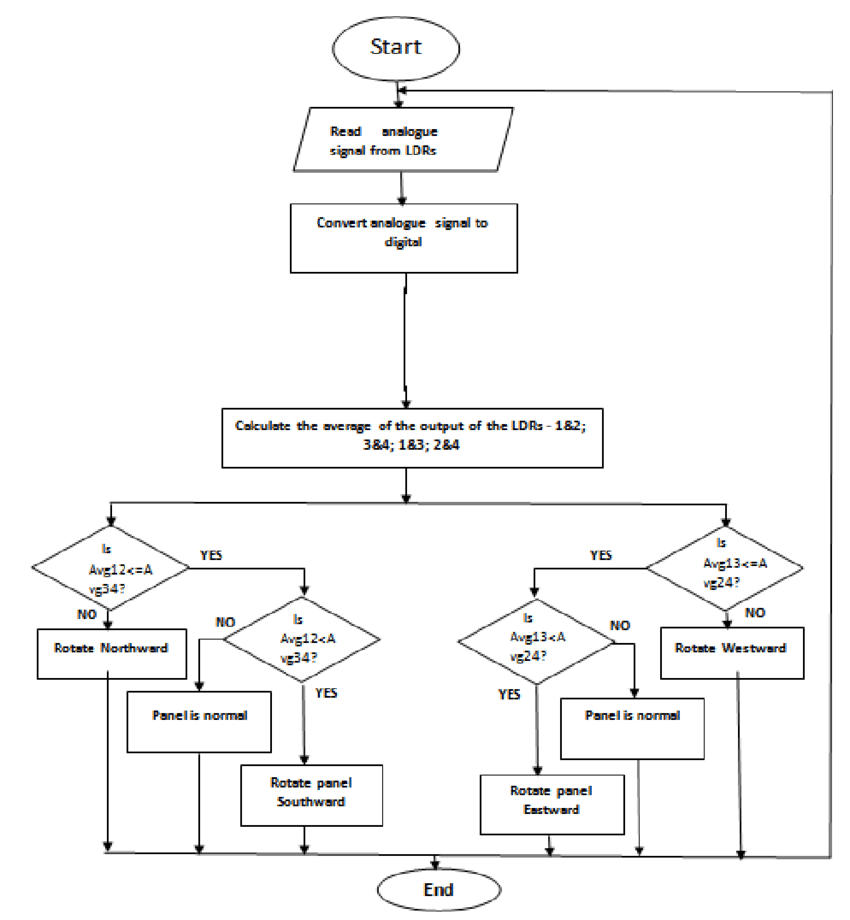 Start
Read analogue
signal from LDRs
Convert analogue signal to
digital
Calculate the average of the output of the LDRs - 1&2;
3&4; 1&3; 2&4
Is
Avg12<=A
vg34?
YES
NO
Rotate Northward
Is
Avg12<A
vg34?
NO
YES
Panel is normal
Rotate panel
Southward
Is
Avg13<=A
vg24?
YES
NO
Rotate Westward
Is
Avg13<A
vg24?
NO
YES
Panel is normal
Rotate panel
Eastward
End